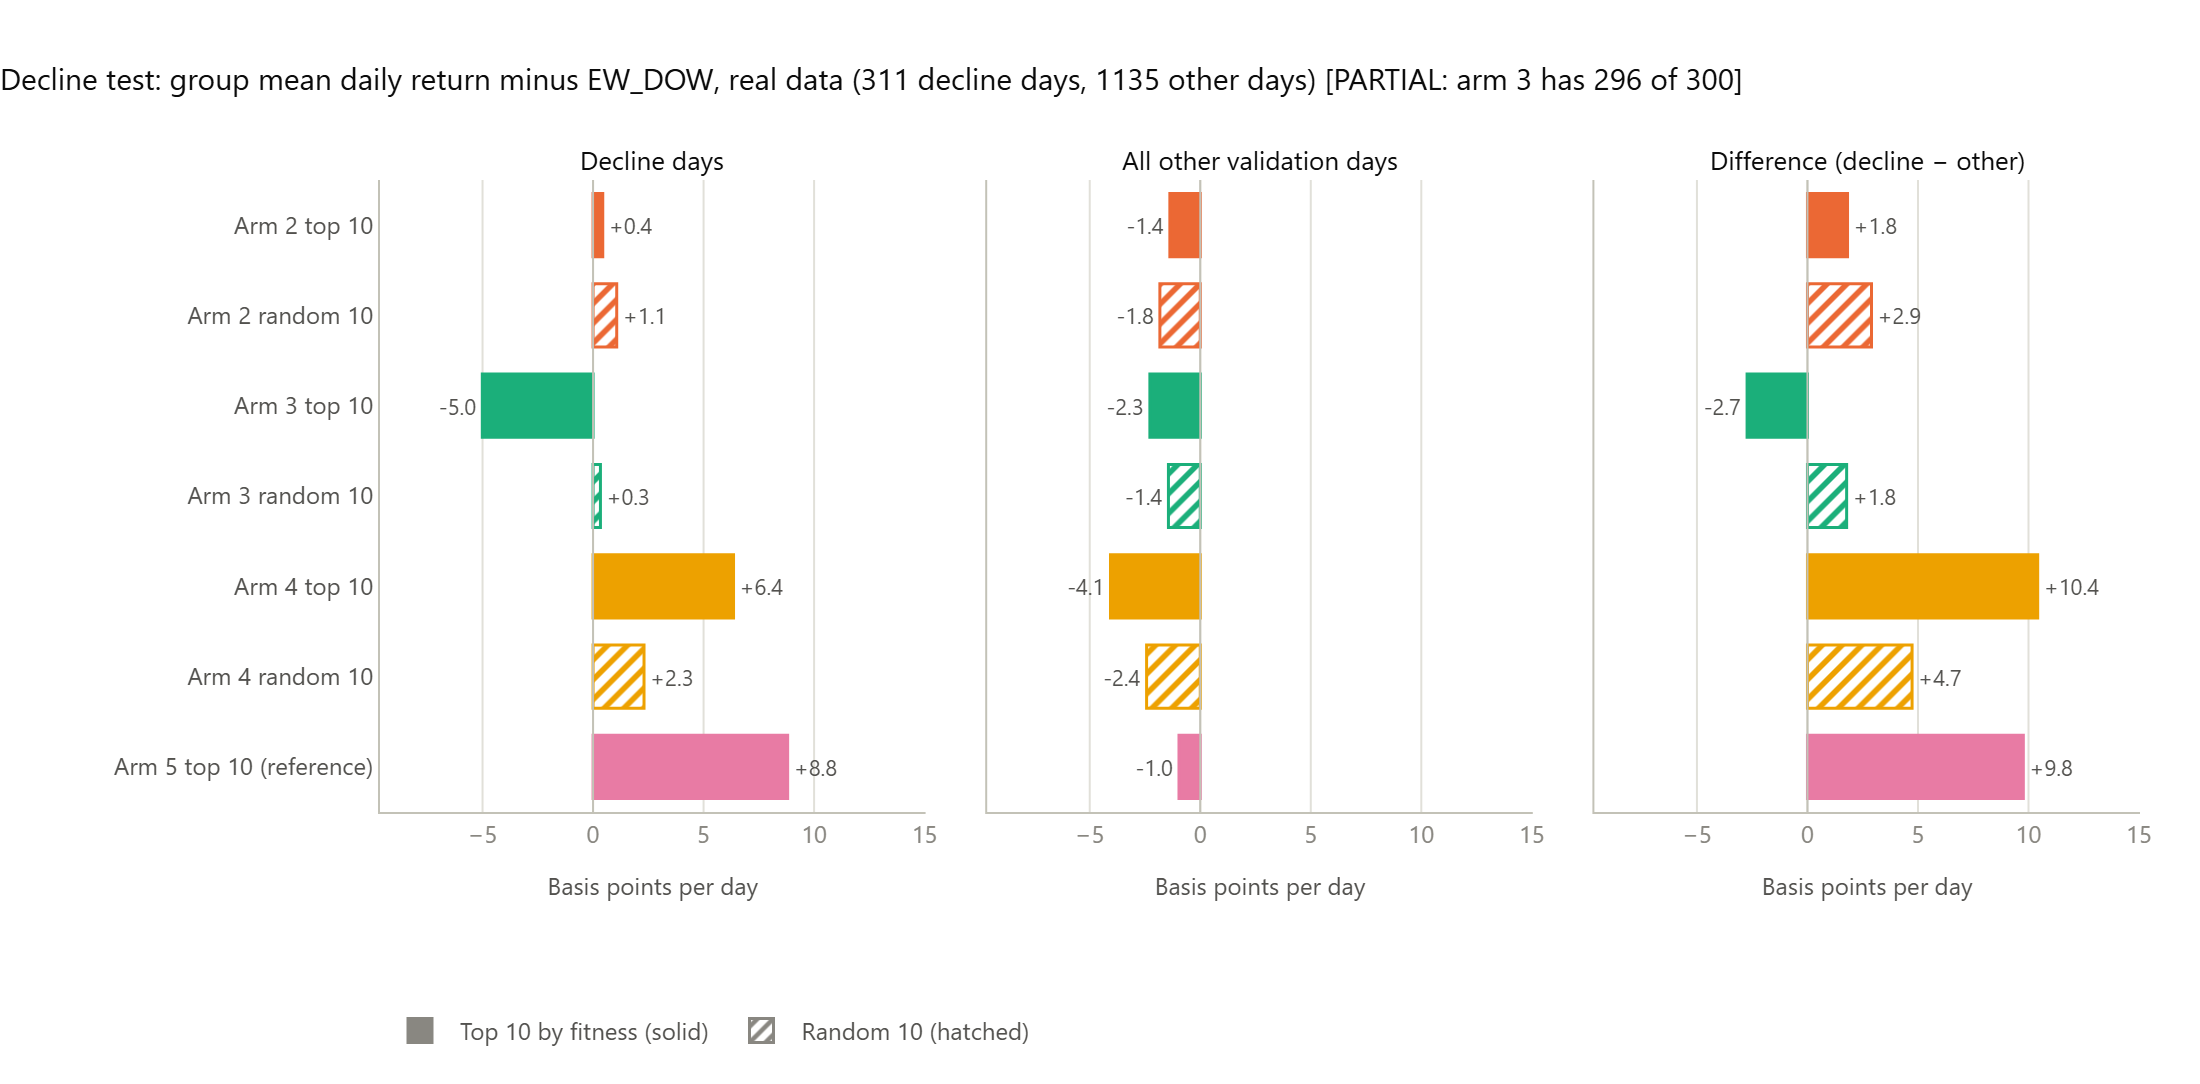 Decline test: group mean daily return minus EW_DOW, real data (311 decline days, 1135 other days) [PARTIAL: arm 3 has 296 of 300]
Decline days
All other validation days
Difference (decline − other)
Arm 2 top 10
+0.4
-1.4
+1.8
Arm 2 random 10
+1.1
-1.8
+2.9
Arm 3 top 10
-5.0
-2.3
-2.7
Arm 3 random 10
+0.3
-1.4
+1.8
Arm 4 top 10
+6.4
-4.1
+10.4
Arm 4 random 10
+2.3
-2.4
+4.7
Arm 5 top 10 (reference)
+8.8
-1.0
+9.8
−5 0 5 10 15
−5 0 5 10 15
−5 0 5 10 15
Basis points per day
Basis points per day
Basis points per day
Top 10 by fitness (solid)
Random 10 (hatched)